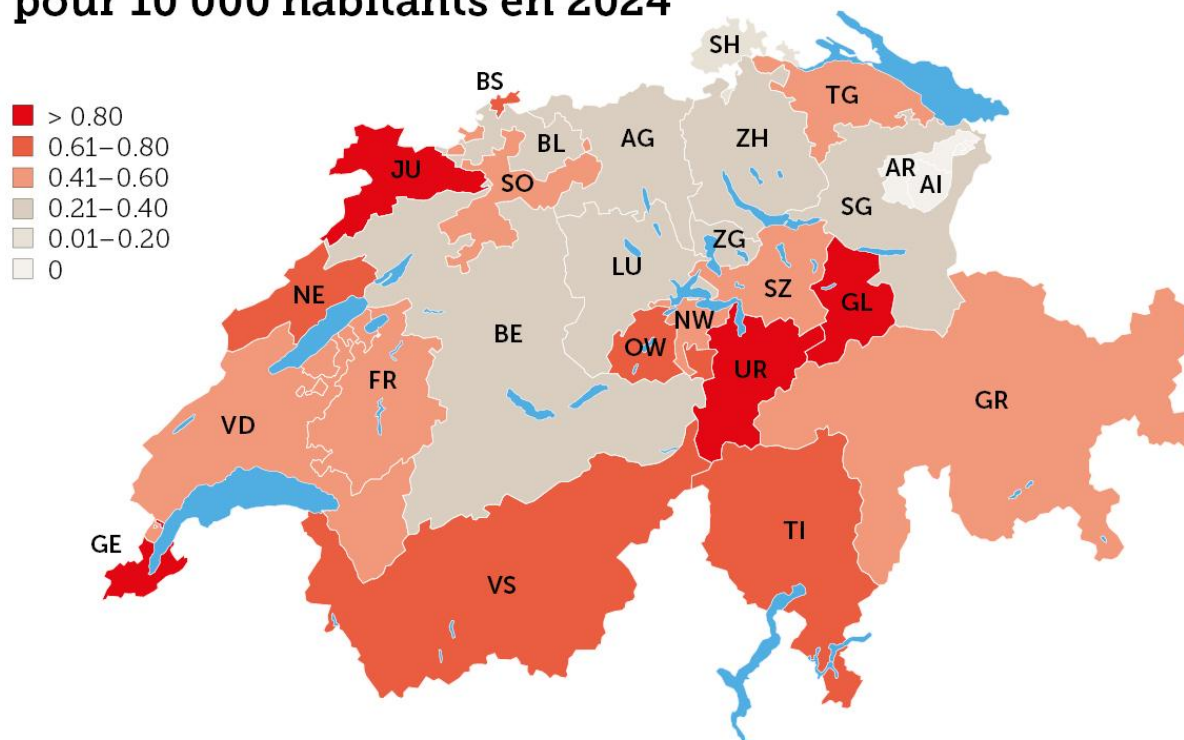 pour 10 000 habitants en 2024
> 0.80
0.61–0.80
0.41–0.60
0.21–0.40
0.01–0.20
0
SH
BS
TG
BL
AG
ZH
JU
SO
AR
AI
SG
ZG
LU
NE
SZ
GL
NW
BE
OW
UR
FR
GR
VD
TI
GE
VS